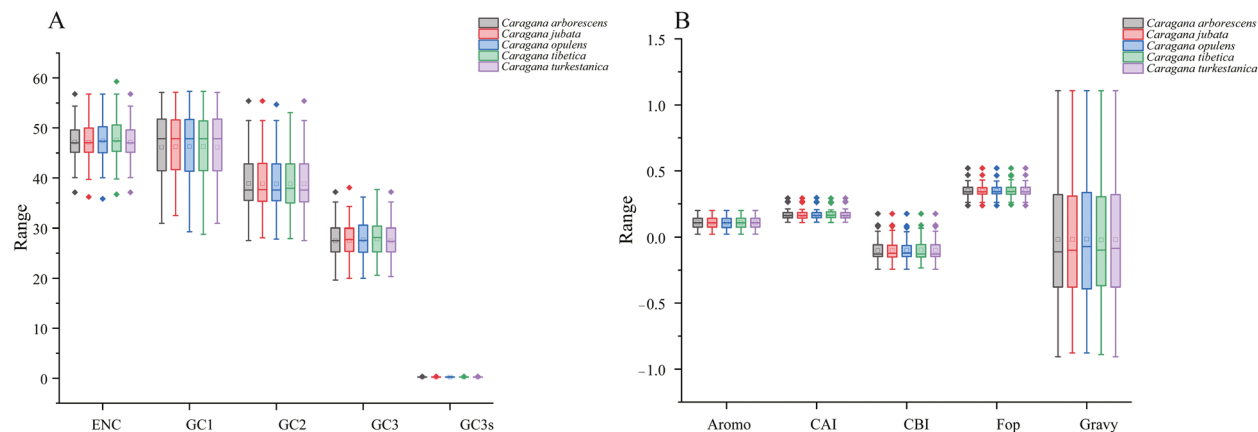 A
Caragana arborescens
Caragana jubata
Caragana opulens
Caragana tibetica
Caragana turkestanica
Range
60
50
40
30
20
10
0
ENC GC1 GC2 GC3 GC3s
B
Caragana arborescens
Caragana jubata
Caragana opulens
Caragana tibetica
Caragana turkestanica
Range
1.5
1.0
0.5
0.0
−0.5
−1.0
Aromo CAI CBI Fop Gravy